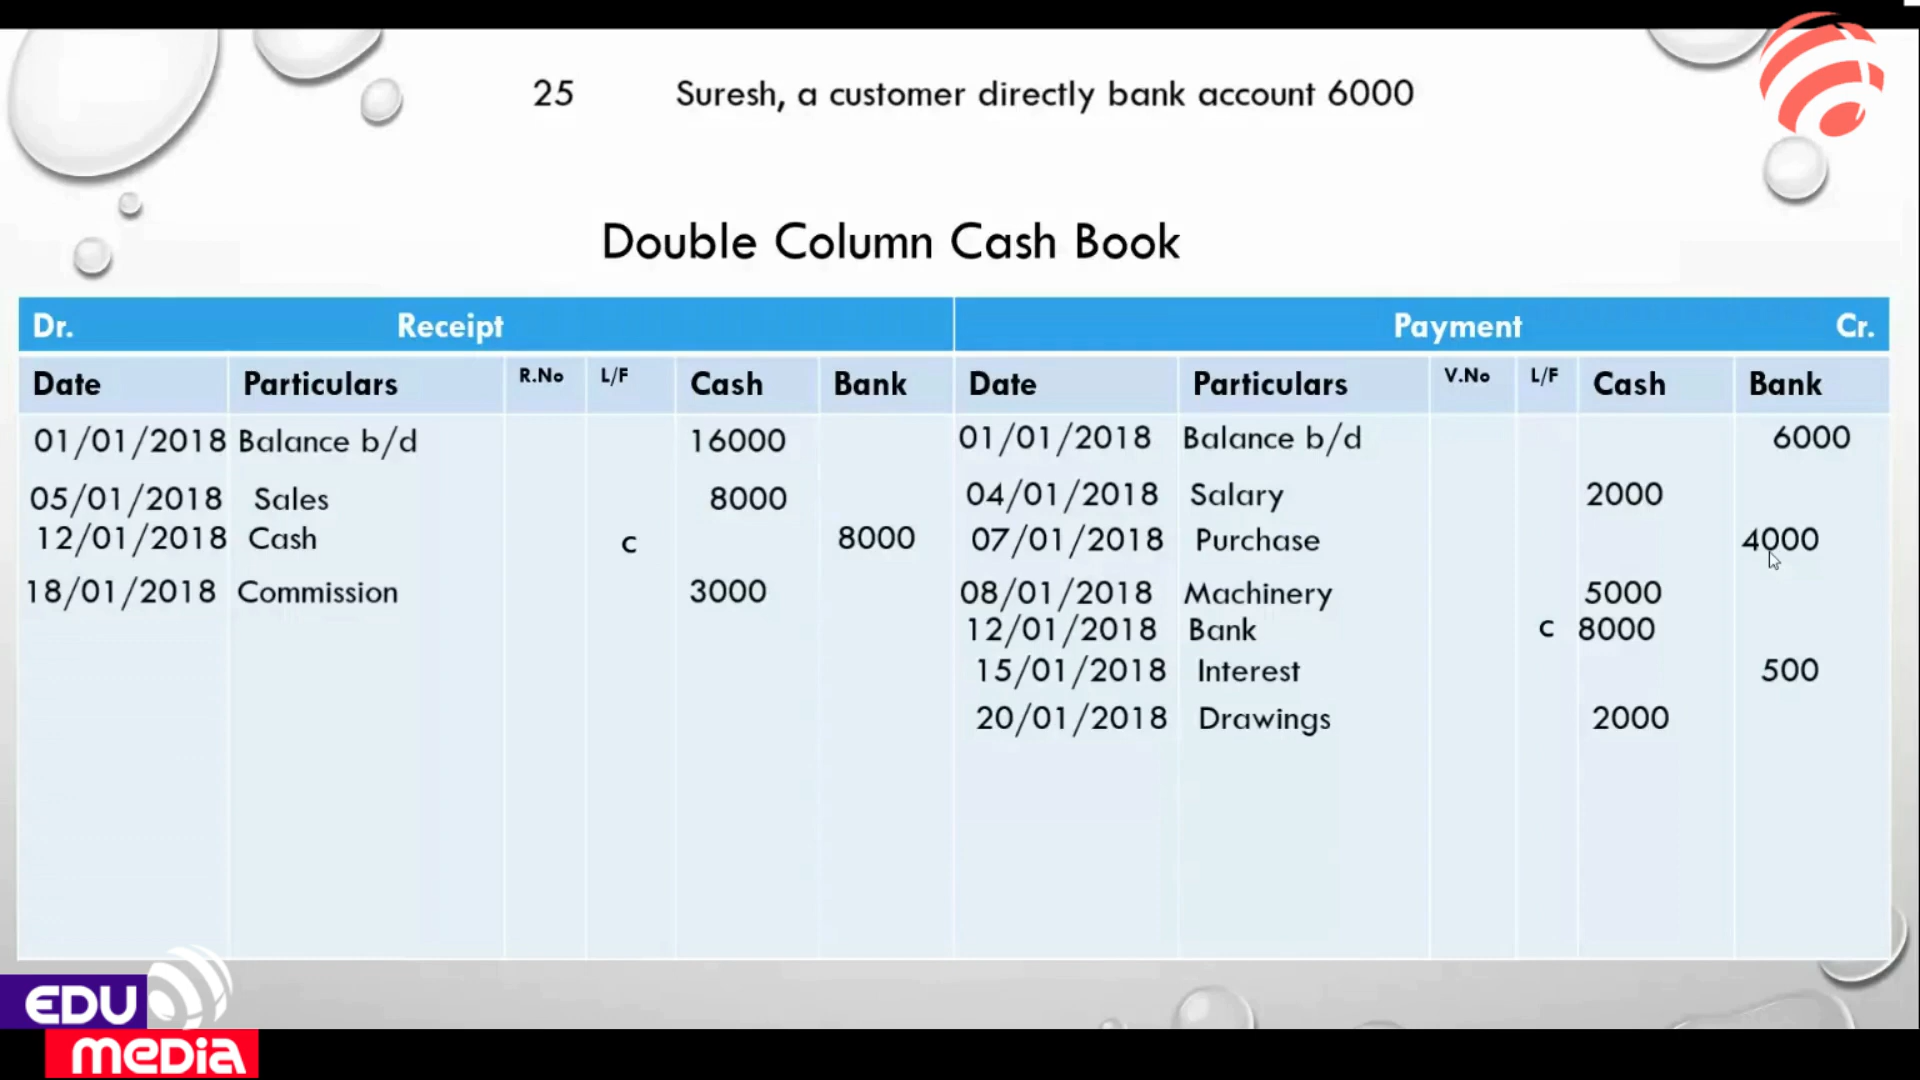 25 Suresh, a customer directly bank account 6000
Double Column Cash Book
Dr. Receipt Payment Cr.
Date Particulars R.No L/F Cash Bank Date Particulars V.No L/F Cash Bank
01/01/2018 Balance b/d 16000 01/01/2018 Balance b/d 6000
05/01/2018 Sales 8000 04/01/2018 Salary 2000
12/01/2018 Cash c 8000 07/01/2018 Purchase 4000
18/01/2018 Commission 3000 08/01/2018 Machinery 5000
12/01/2018 Bank c 8000
15/01/2018 Interest 500
20/01/2018 Drawings 2000
EDU
meDia